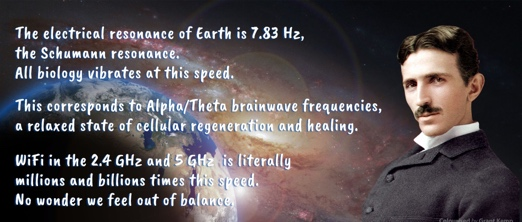 The electrical resonance of Earth is 7.83 Hz,
the Schumann resonance.
All biology vibrates at this speed.
This corresponds to Alpha/Theta brainwave frequencies,
a relaxed state of cellular regeneration and healing.
WiFi in the 2.4 GHz and 5 GHz is literally
millions and billions times this speed.
No wonder we feel out of balance.
Colourised by Grant Kemp